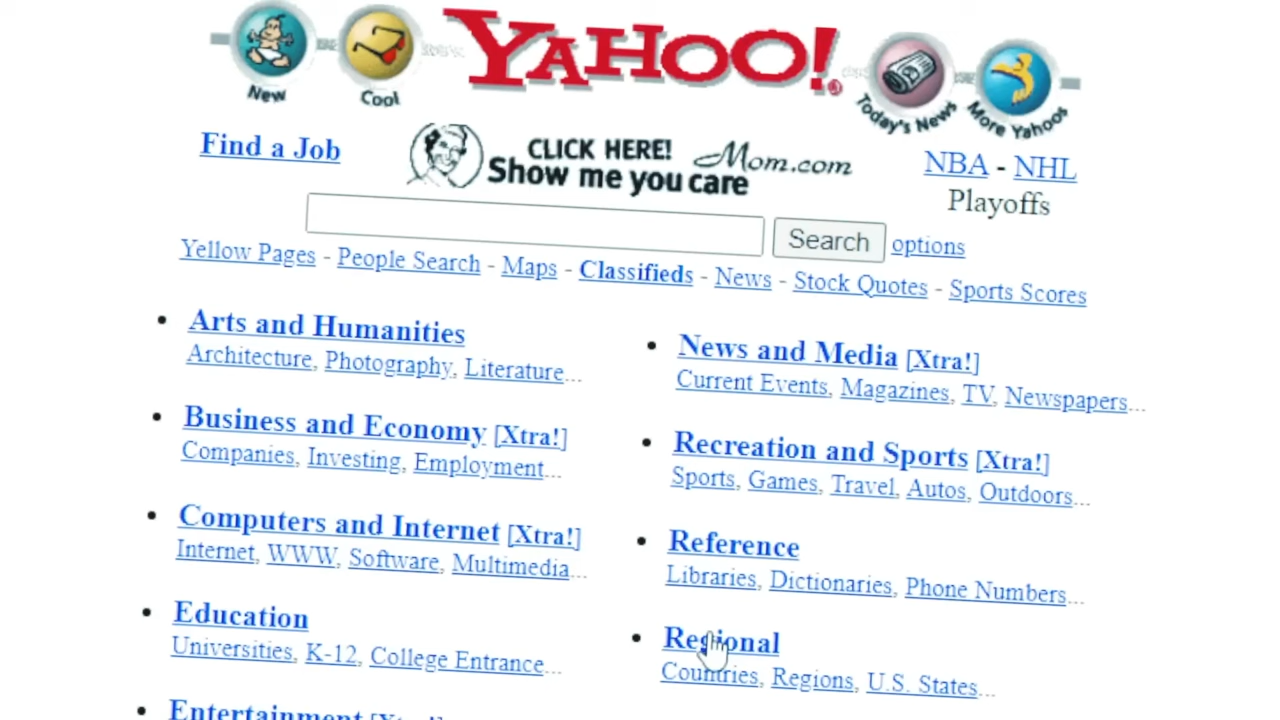 YAHOO!
New
Cool
Today's News
More Yahoos
Find a Job
CLICK HERE! Mom.com
Show me you care
NBA - NHL
Playoffs
Search options
Yellow Pages - People Search - Maps - Classifieds - News - Stock Quotes - Sports Scores
Arts and Humanities
Architecture, Photography, Literature...
Business and Economy [Xtra!]
Companies, Investing, Employment...
Computers and Internet [Xtra!]
Internet, WWW, Software, Multimedia...
Education
Universities, K-12, College Entrance...
Entertainment [Xtra!]
News and Media [Xtra!]
Current Events, Magazines, TV, Newspapers...
Recreation and Sports [Xtra!]
Sports, Games, Travel, Autos, Outdoors...
Reference
Libraries, Dictionaries, Phone Numbers...
Regional
Countries, Regions, U.S. States...